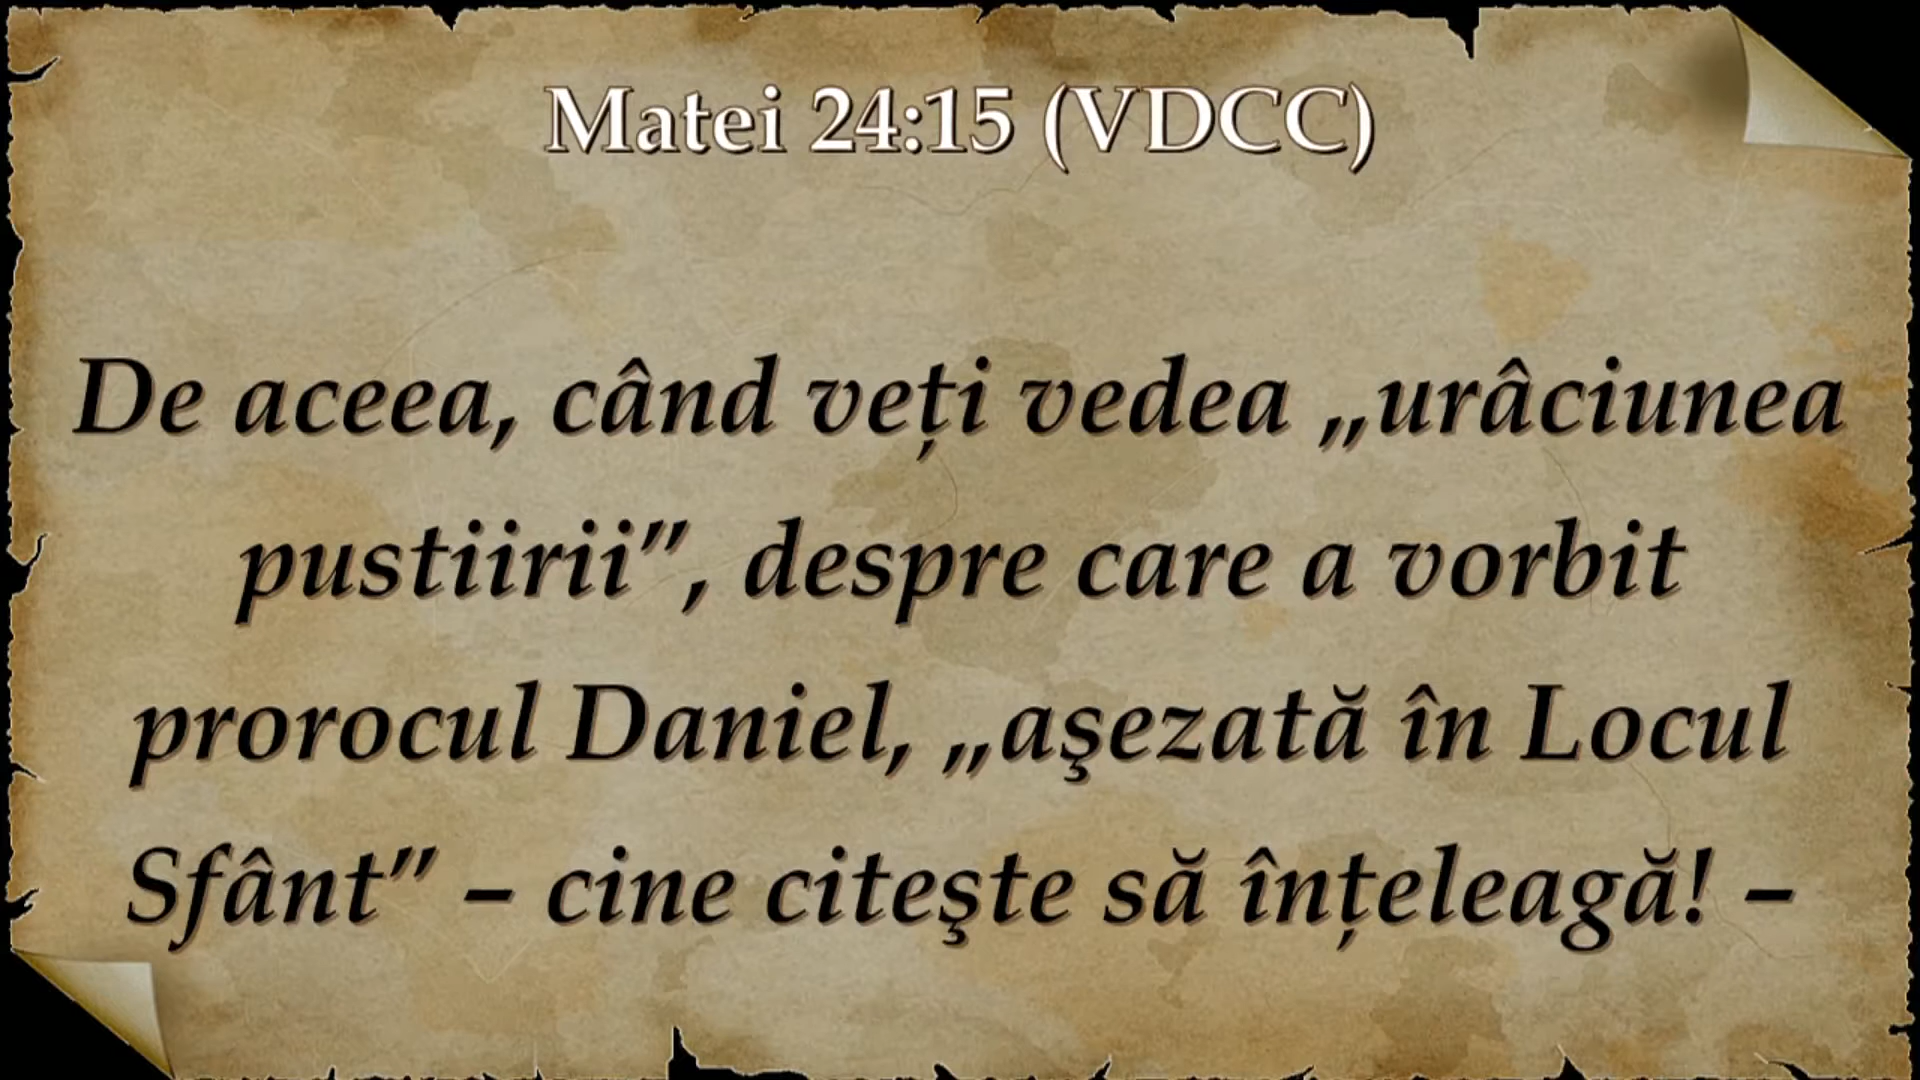 Matei 24:15 (VDCC)
De aceea, când veți vedea „urâciunea
pustiirii”, despre care a vorbit
prorocul Daniel, „aşezată în Locul
Sfânt” – cine citeşte să înțeleagă! –